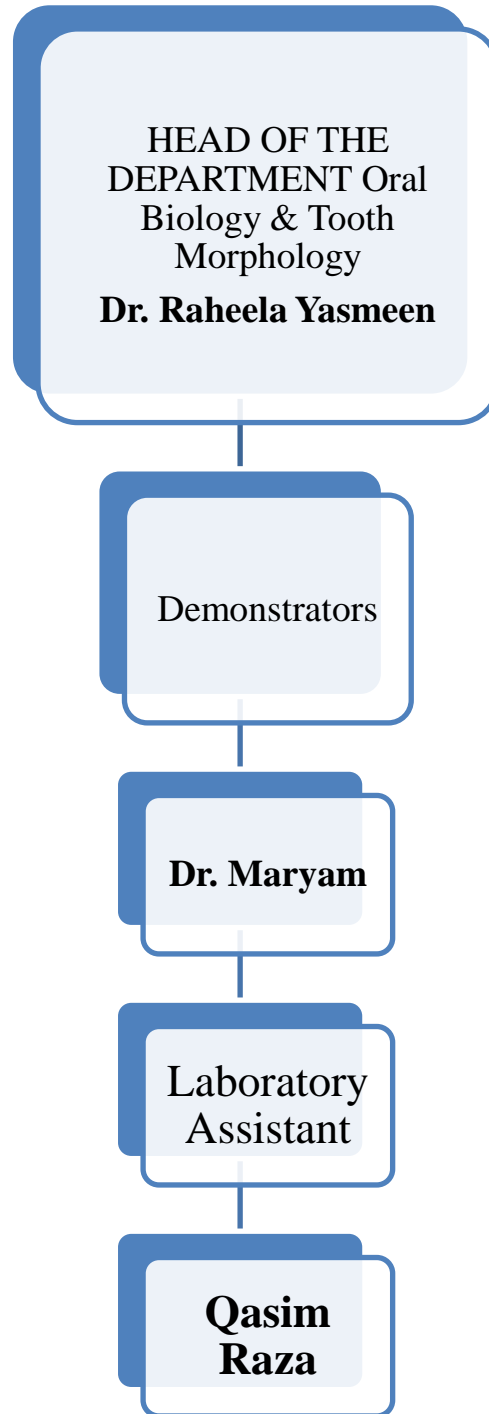 HEAD OF THE
DEPARTMENT Oral
Biology & Tooth
Morphology
Dr. Raheela Yasmeen
Demonstrators
Dr. Maryam
Laboratory
Assistant
Qasim
Raza